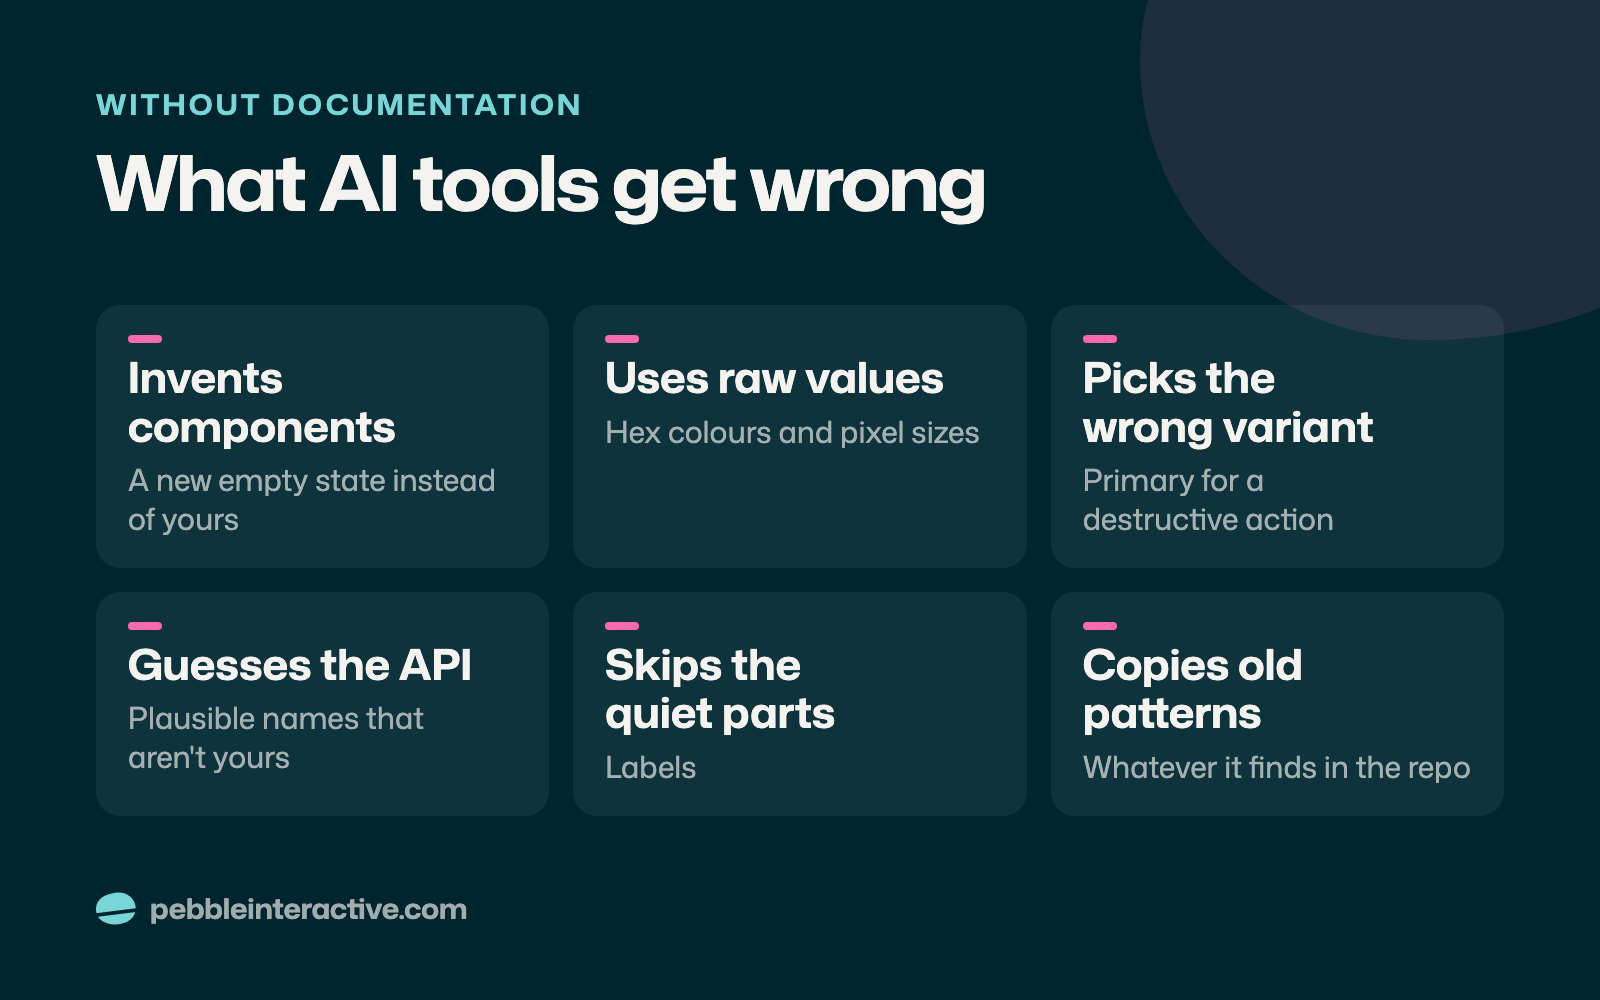 WITHOUT DOCUMENTATION
What AI tools get wrong
Invents
components
A new empty state instead
of yours
Uses raw values
Hex colours and pixel sizes
Picks the
wrong variant
Primary for a
destructive action
Guesses the API
Plausible names that
aren't yours
Skips the
quiet parts
Labels
Copies old
patterns
Whatever it finds in the repo
pebbleinteractive.com